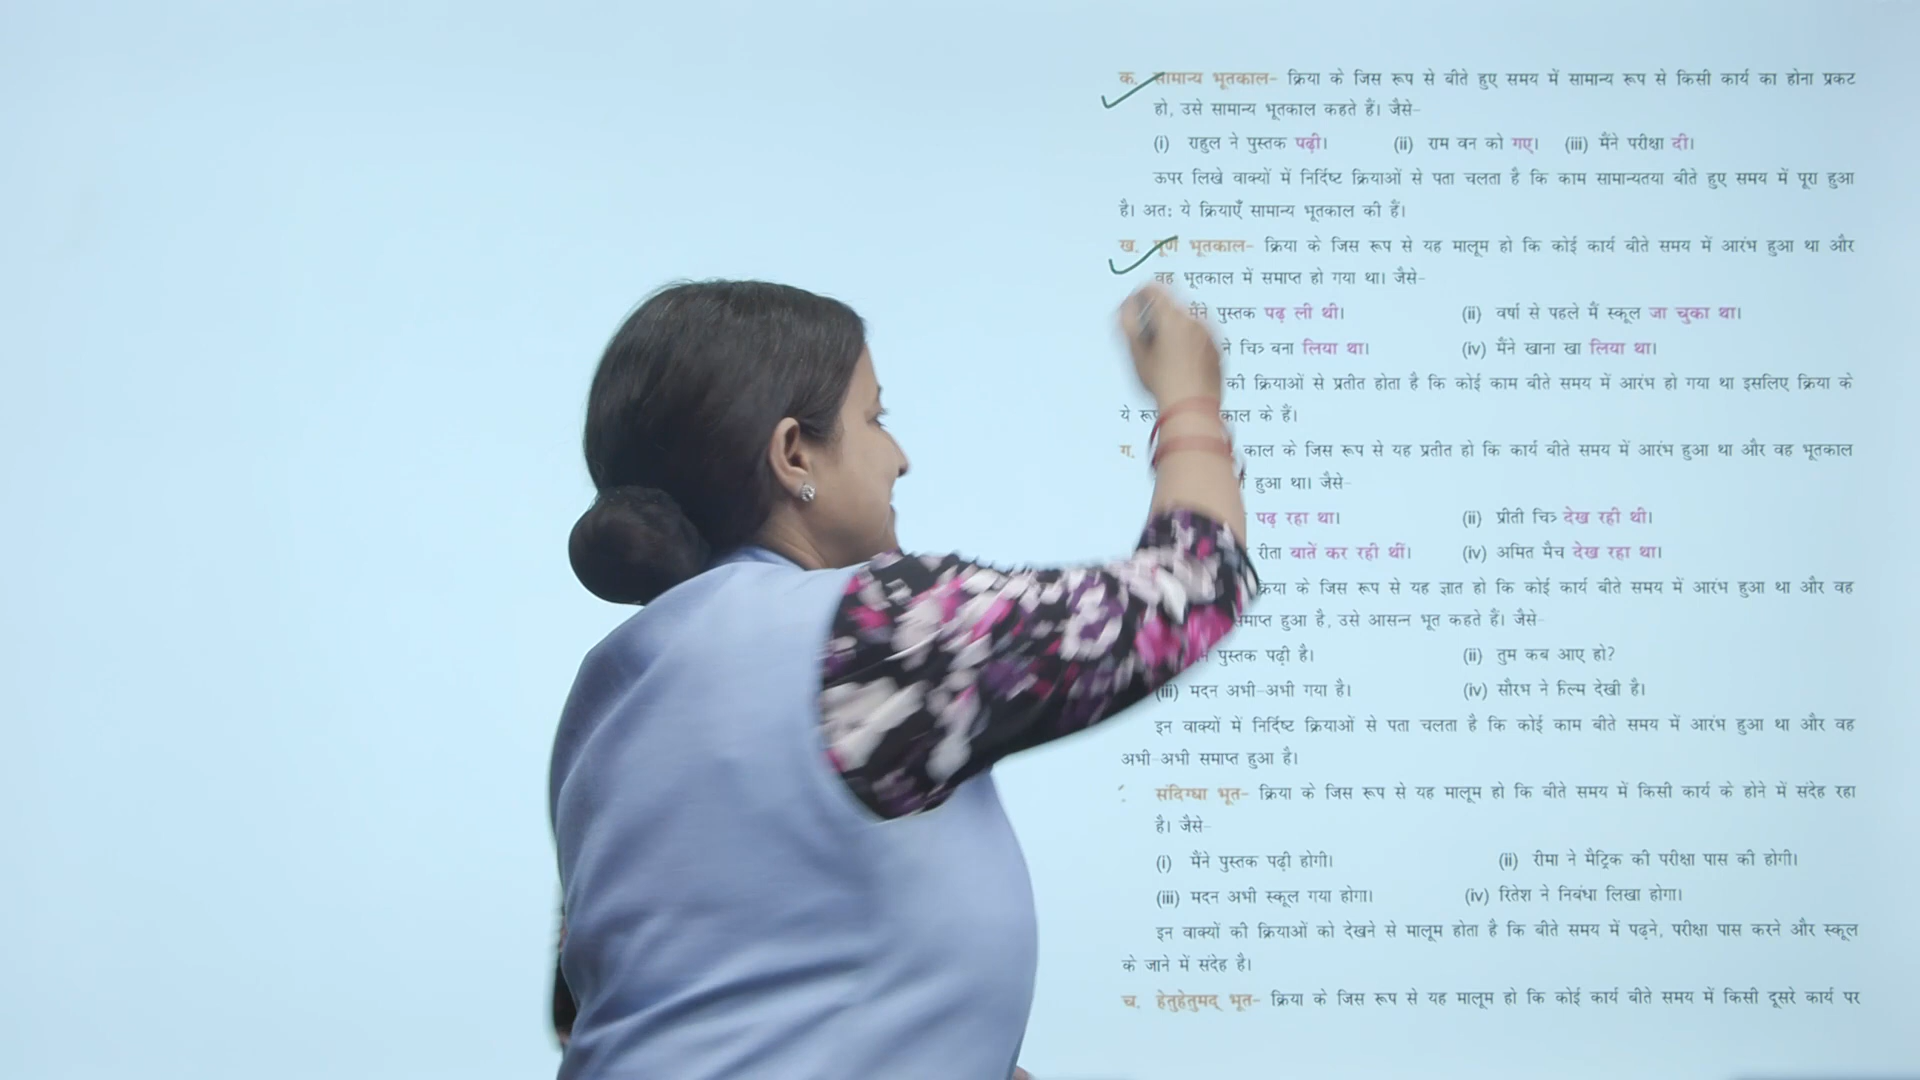 क. सामान्य भूतकाल- क्रिया के जिस रूप से बीते हुए समय में सामान्य रूप से किसी कार्य का होना प्रकट
हो, उसे सामान्य भूतकाल कहते हैं। जैसे-
(i) राहुल ने पुस्तक पढ़ी। (ii) राम वन को गए। (iii) मैंने परीक्षा दी।
ऊपर लिखे वाक्यों में निर्दिष्ट क्रियाओं से पता चलता है कि काम सामान्यतया बीते हुए समय में पूरा हुआ
है। अत: ये क्रियाएँ सामान्य भूतकाल की हैं।
ख. पूर्ण भूतकाल- क्रिया के जिस रूप से यह मालूम हो कि कोई कार्य बीते समय में आरंभ हुआ था और
वह भूतकाल में समाप्त हो गया था। जैसे-
मैंने पुस्तक पढ़ ली थी। (ii) वर्षा से पहले मैं स्कूल जा चुका था।
ने चित्र बना लिया था। (iv) मैंने खाना खा लिया था।
की क्रियाओं से प्रतीत होता है कि कोई काम बीते समय में आरंभ हो गया था इसलिए क्रिया के
ये काल के हैं।
ग. काल के जिस रूप से यह प्रतीत हो कि कार्य बीते समय में आरंभ हुआ था और वह भूतकाल
हुआ था। जैसे-
पढ़ रहा था। (ii) प्रीती चित्र देख रही थी।
रीता बातें कर रही थीं। (iv) अमित मैच देख रहा था।
क्रिया के जिस रूप से यह ज्ञात हो कि कोई कार्य बीते समय में आरंभ हुआ था और वह
समाप्त हुआ है, उसे आसन्न भूत कहते हैं। जैसे-
पुस्तक पढ़ी है। (ii) तुम कब आए हो?
(iii) मदन अभी-अभी गया है। (iv) सौरभ ने फिल्म देखी है।
इन वाक्यों में निर्दिष्ट क्रियाओं से पता चलता है कि कोई काम बीते समय में आरंभ हुआ था और वह
अभी-अभी समाप्त हुआ है।
संदिग्धा भूत- क्रिया के जिस रूप से यह मालूम हो कि बीते समय में किसी कार्य के होने में संदेह रहा
है। जैसे-
(i) मैंने पुस्तक पढ़ी होगी। (ii) रीमा ने मैट्रिक की परीक्षा पास की होगी।
(iii) मदन अभी स्कूल गया होगा। (iv) रितेश ने निबंधा लिखा होगा।
इन वाक्यों की क्रियाओं को देखने से मालूम होता है कि बीते समय में पढ़ने, परीक्षा पास करने और स्कूल
के जाने में संदेह है।
च. हेतुहेतुमद् भूत- क्रिया के जिस रूप से यह मालूम हो कि कोई कार्य बीते समय में किसी दूसरे कार्य पर